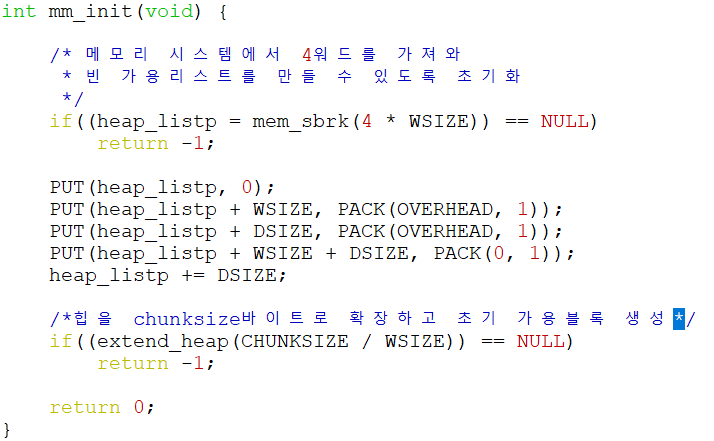 int mm_init(void) {
/* 메모리 시스템에서 4워드를 가져와
* 빈 가용리스트를 만들 수 있도록 초기화
*/
if((heap_listp = mem_sbrk(4 * WSIZE)) == NULL)
return -1;
PUT(heap_listp, 0);
PUT(heap_listp + WSIZE, PACK(OVERHEAD, 1));
PUT(heap_listp + DSIZE, PACK(OVERHEAD, 1));
PUT(heap_listp + WSIZE + DSIZE, PACK(0, 1));
heap_listp += DSIZE;
/*힙을 chunksize바이트로 확장하고 초기 가용블록 생성*/
if((extend_heap(CHUNKSIZE / WSIZE)) == NULL)
return -1;
return 0;
}